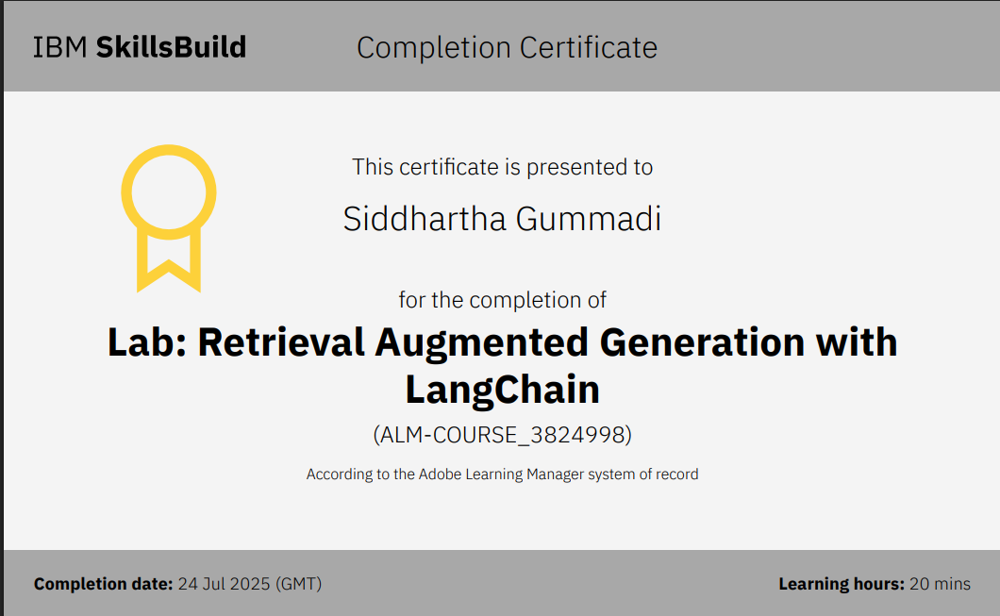 IBM SkillsBuild
Completion Certificate
This certificate is presented to
Siddhartha Gummadi
for the completion of
Lab: Retrieval Augmented Generation with
LangChain
(ALM-COURSE_3824998)
According to the Adobe Learning Manager system of record
Completion date: 24 Jul 2025 (GMT)
Learning hours: 20 mins